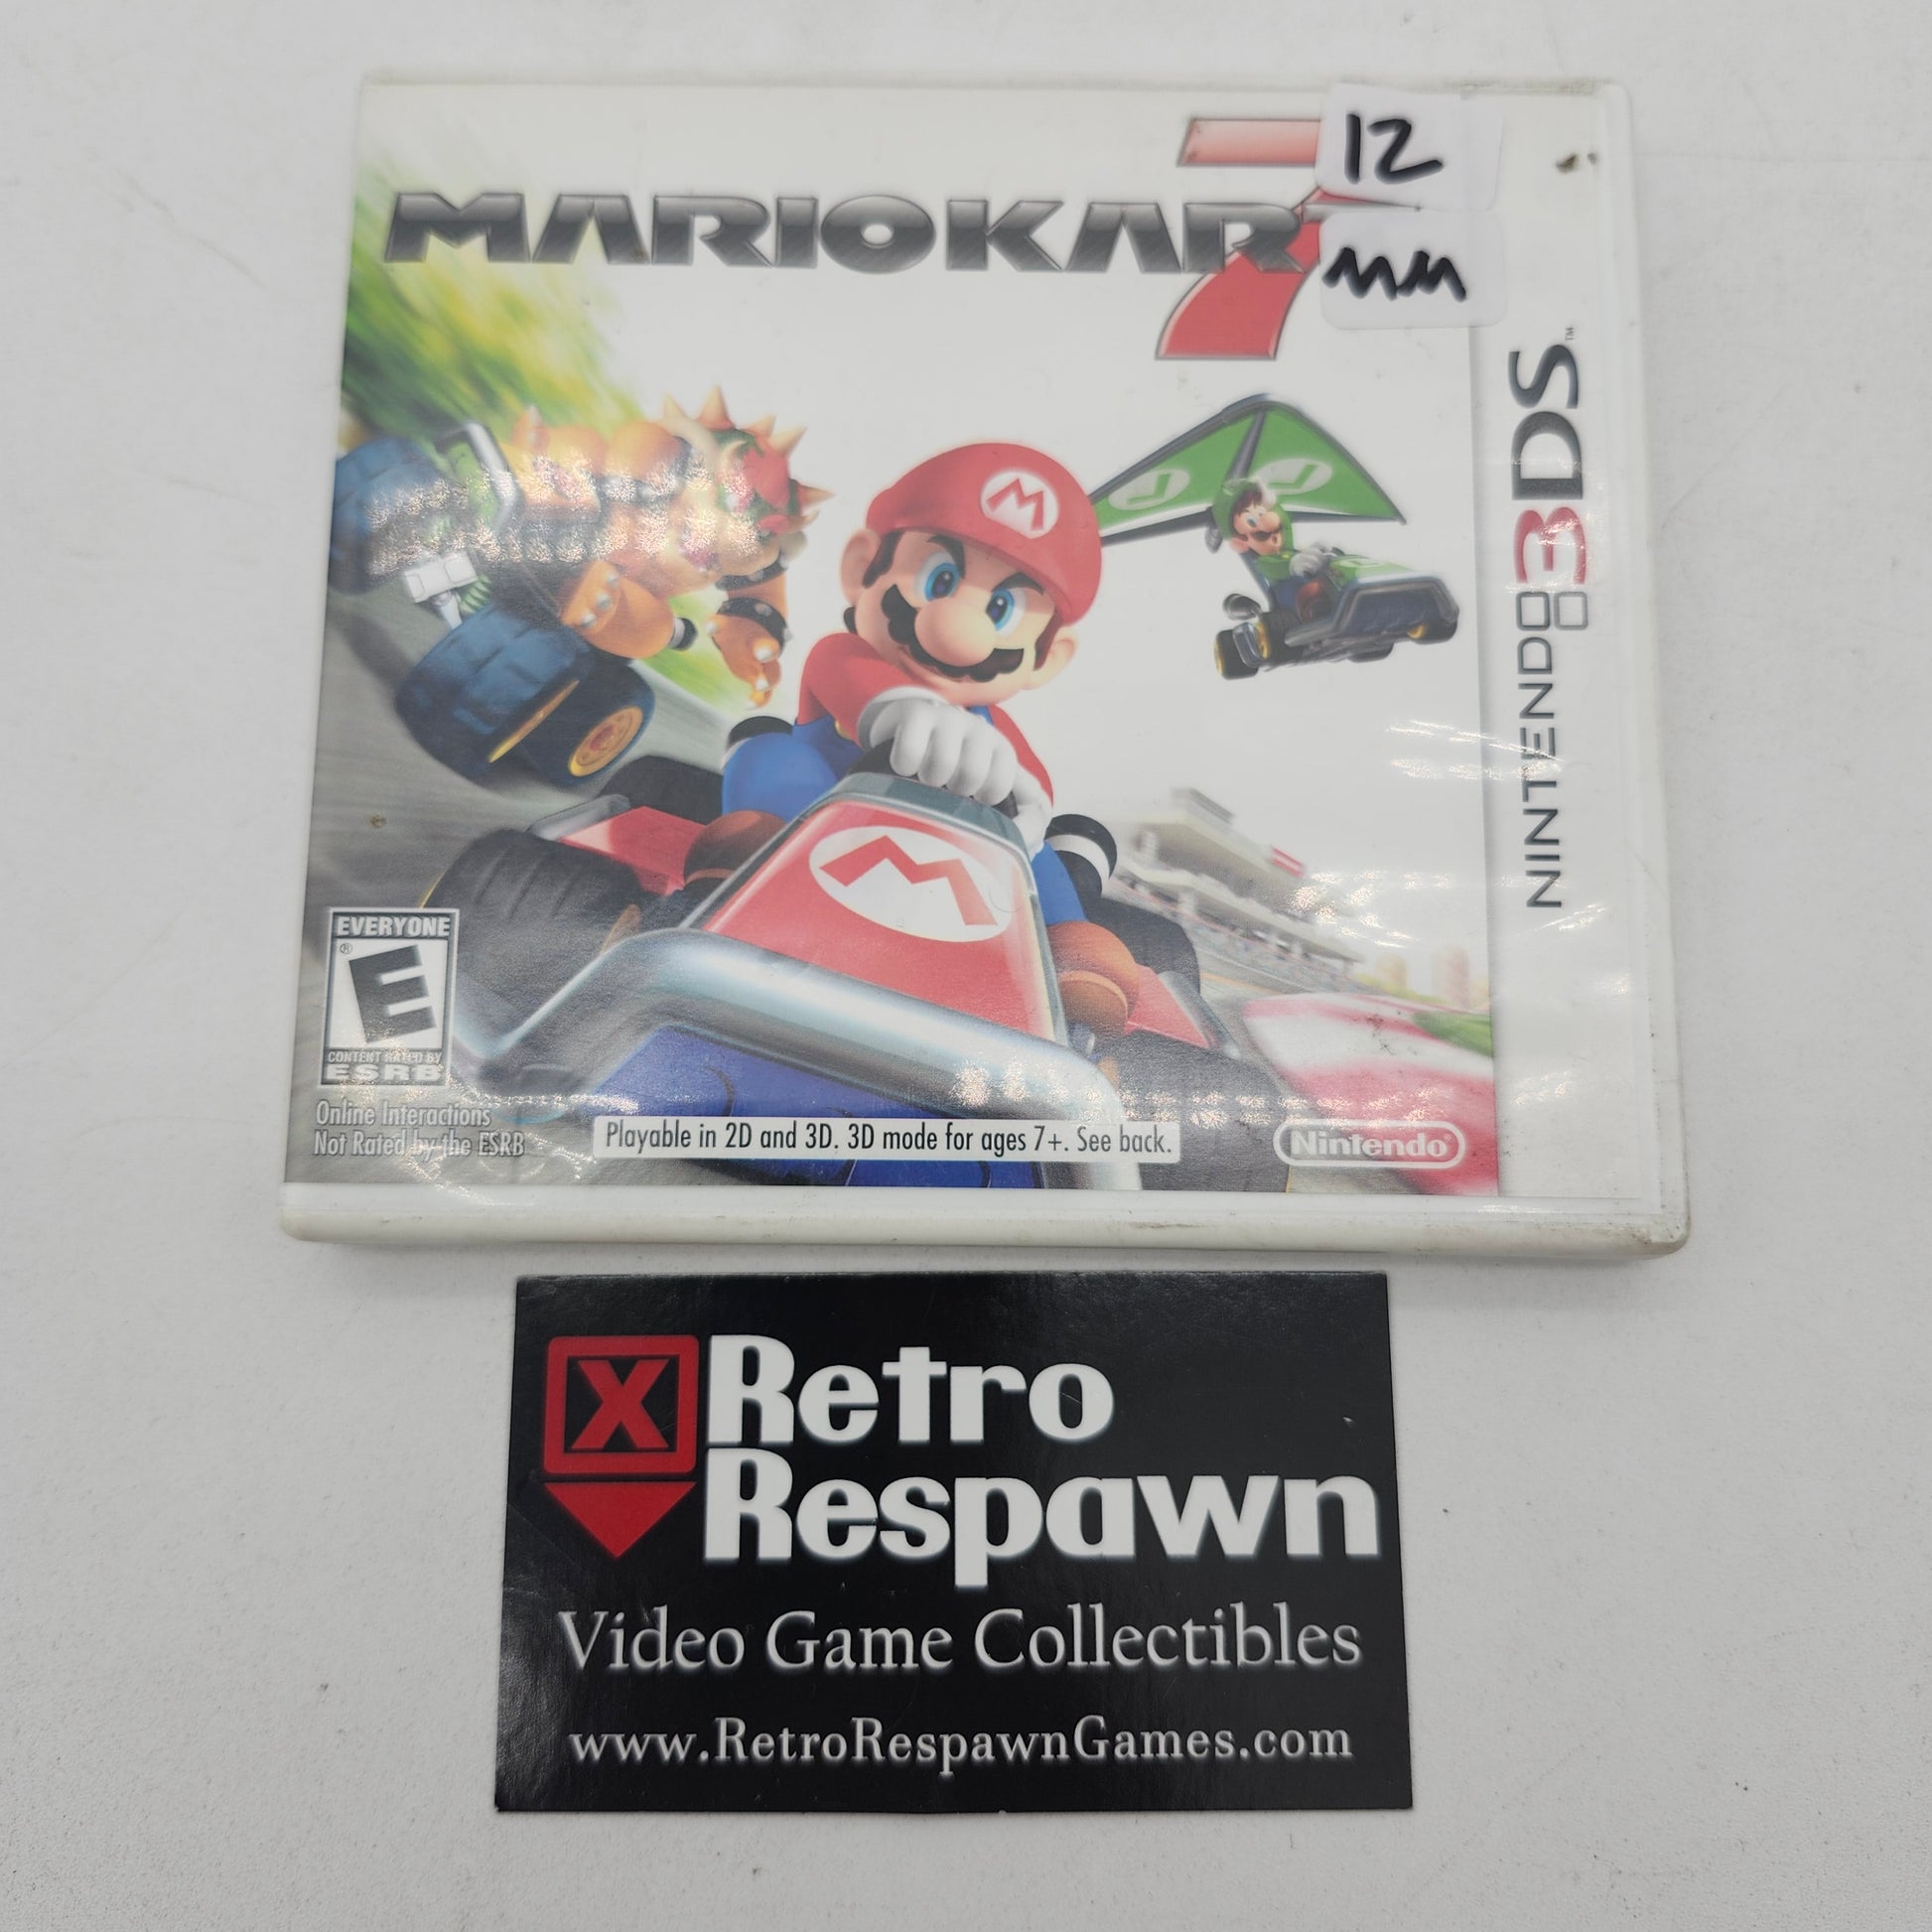 MARIOKART 7
12
MM
NINTENDO 3DS™
EVERYONE
E
CONTENT RATED BY
ESRB
Online Interactions
Not Rated by the ESRB
Playable in 2D and 3D. 3D mode for ages 7+. See back.
Nintendo®
X Retro
Respawn
Video Game Collectibles
www.RetroRespawnGames.com